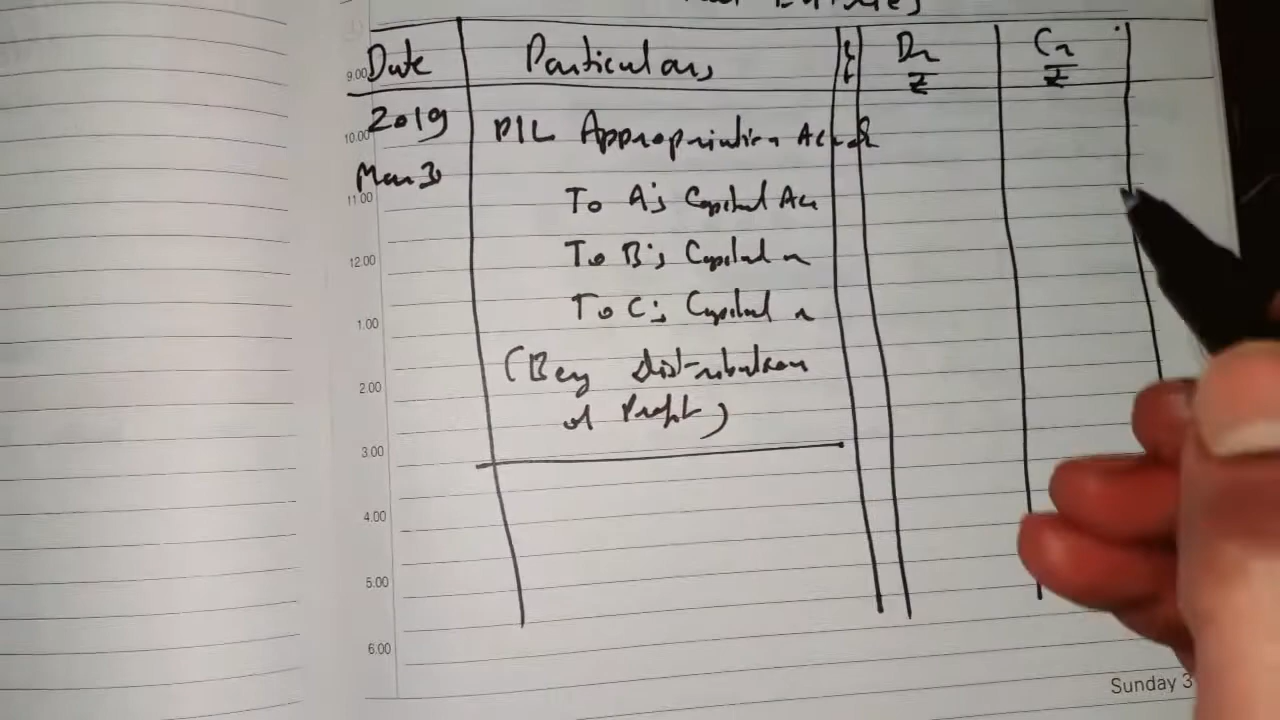 Entries
Date Particulars Dr Cr
₹ ₹
9.00
2019 P/L Appropriation A/c Dr
10.00
Mar 31
To A's Capital A/c
11.00
To B's Capital "
12.00
To C's Capital "
1.00
(Being distribution
2.00
of Profit)
3.00
4.00
5.00
6.00
Sunday 3